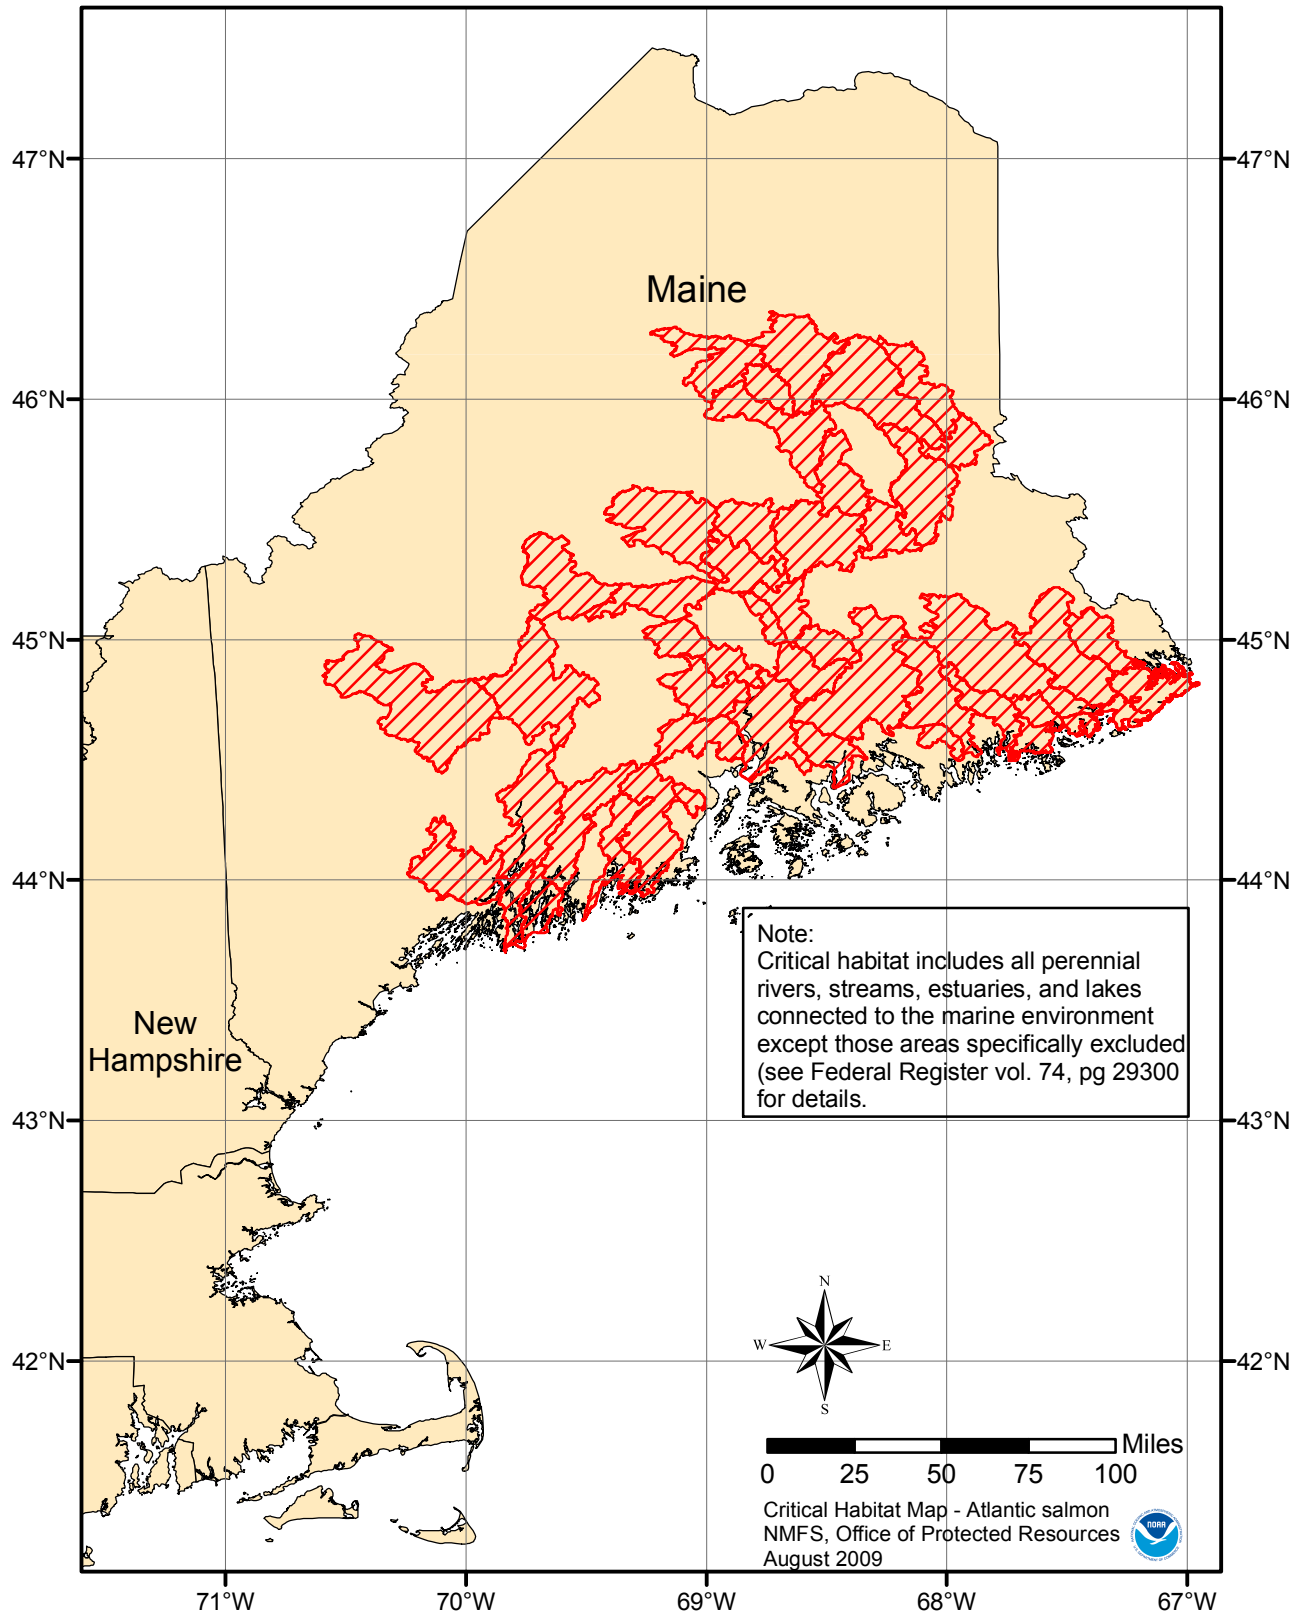 47°N
47°N
Maine
46°N
46°N
45°N
45°N
44°N
44°N
Note:
Critical habitat includes all perennial
rivers, streams, estuaries, and lakes
connected to the marine environment
except those areas specifically excluded
(see Federal Register vol. 74, pg 29300
for details.
New
Hampshire
43°N
43°N
N
W
E
S
42°N
42°N
Miles
0 25 50 75 100
Critical Habitat Map - Atlantic salmon
NMFS, Office of Protected Resources
August 2009
NOAA
71°W 70°W 69°W 68°W 67°W